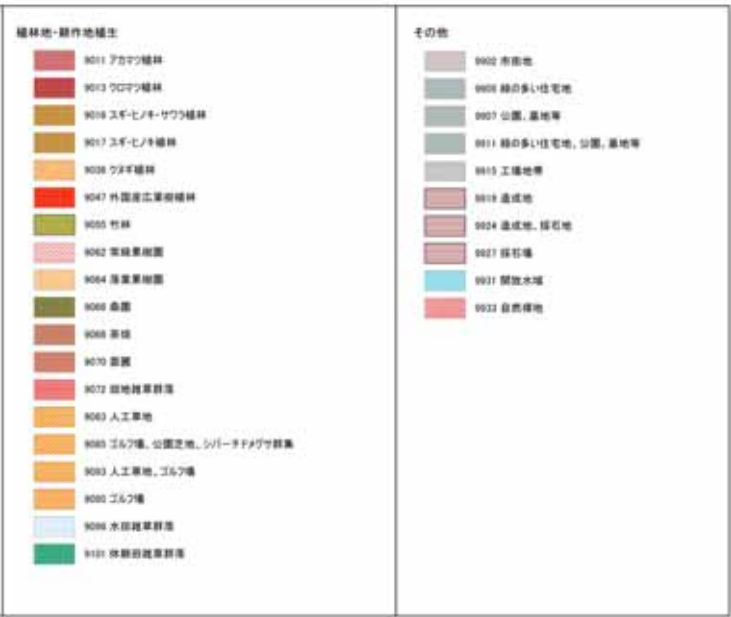 植林地・耕作地植生
9011 アカマツ植林
9013 クロマツ植林
9016 スギ・ヒノキ・サワラ植林
9017 スギ・ヒノキ植林
9036 クヌギ植林
9047 外国産広葉樹植林
9055 竹林
9062 常緑果樹園
9064 落葉果樹園
9066 桑園
9068 茶畑
9070 苗圃
9072 畑地雑草群落
9083 人工草地
9085 ゴルフ場、公園芝地、シバ－チドメグサ群集
9093 人工草地、ゴルフ場
ゴルフ場
9096 水田雑草群落
9101 休耕田雑草群落
その他
9902 市街地
9905 緑の多い住宅地
9907 公園、墓地等
9911 緑の多い住宅地、公園、墓地等
9915 工場地帯
9919 造成地
9924 造成地、採石地
9927 採石場
9931 開放水域
9933 自然裸地